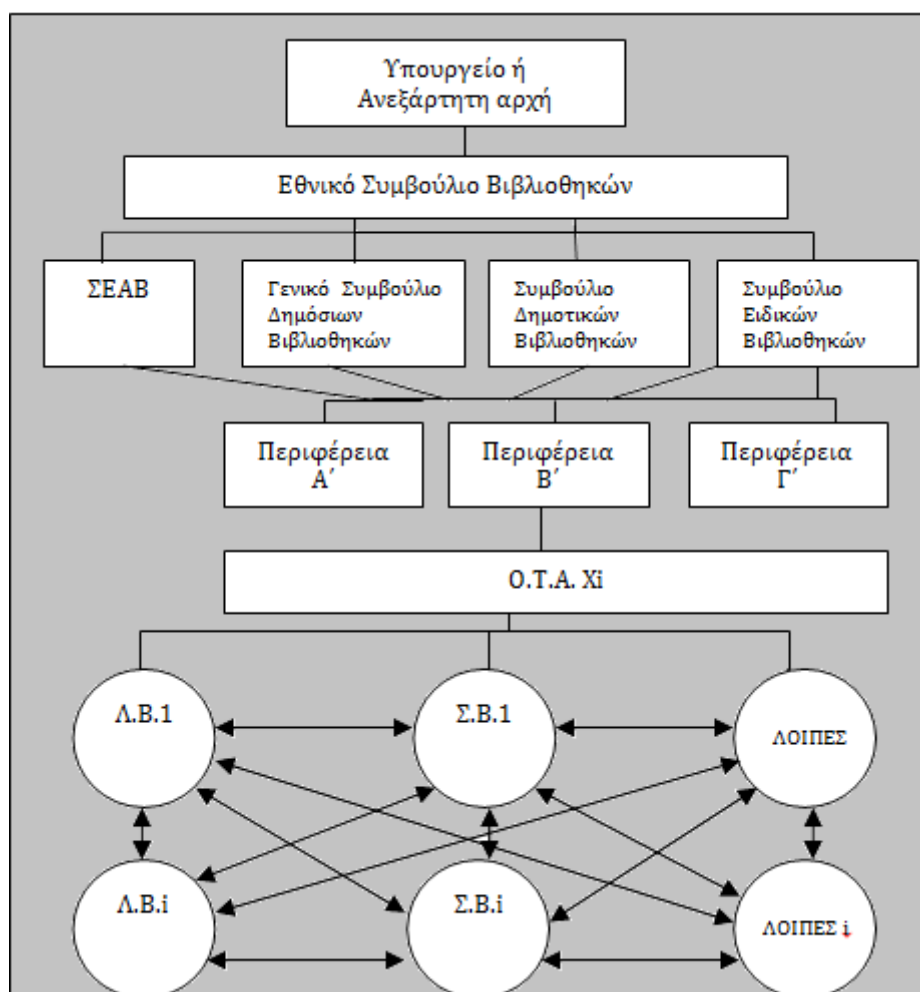 Υπουργείο ή
Ανεξάρτητη αρχή
Εθνικό Συμβούλιο Βιβλιοθηκών
ΣΕΑΒ
Γενικό Συμβούλιο
Δημόσιων
Βιβλιοθηκών
Συμβούλιο
Δημοτικών
Βιβλιοθηκών
Συμβούλιο
Ειδικών
Βιβλιοθηκών
Περιφέρεια
Α΄
Περιφέρεια
Β΄
Περιφέρεια
Γ΄
Ο.Τ.Α. Χi
Λ.Β.1
Σ.Β.1
ΛΟΙΠΕΣ
Λ.Β.i
Σ.Β.i
ΛΟΙΠΕΣ i